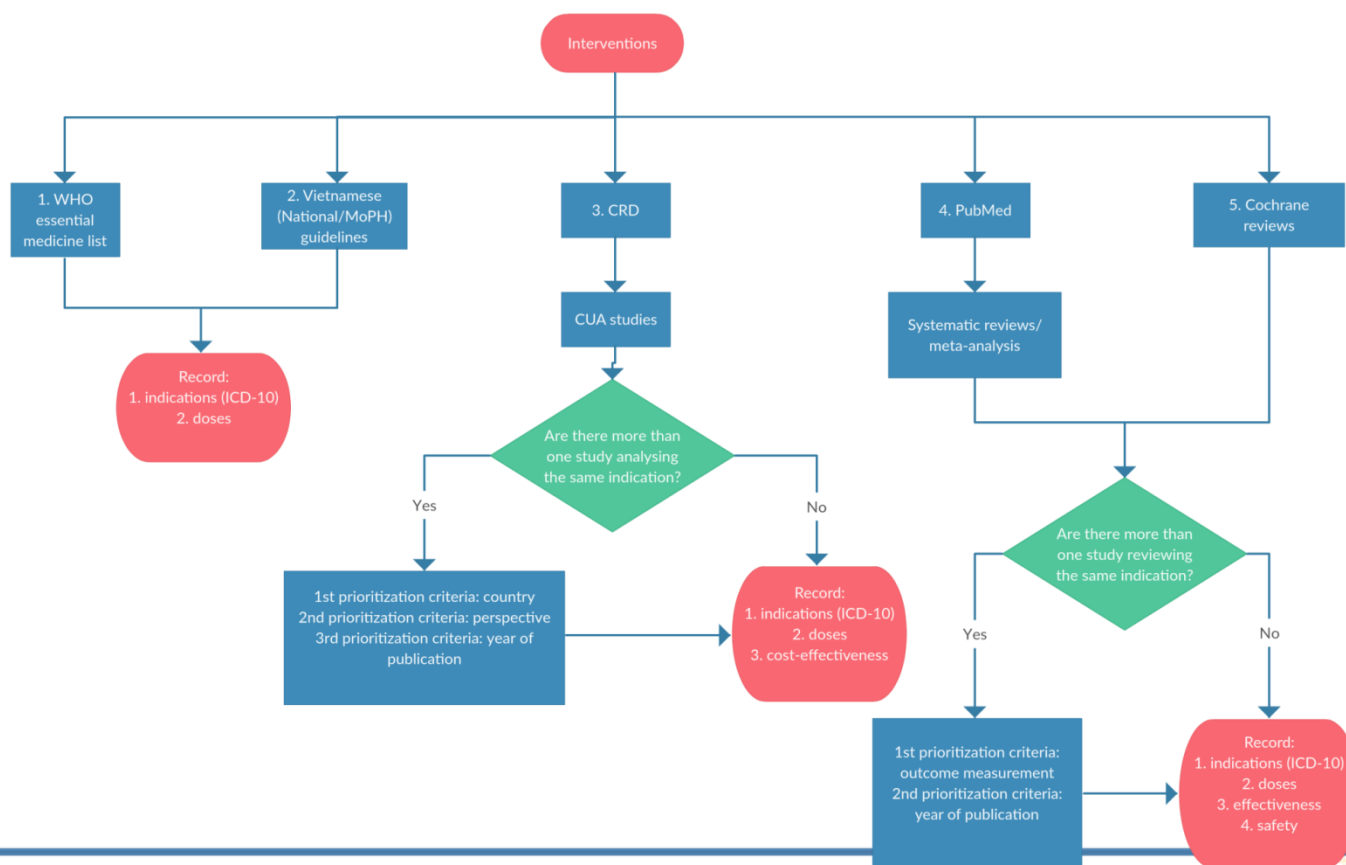 Interventions
1. WHO
essential
medicine list
2. Vietnamese
(National/MoPH)
guidelines
3. CRD
4. PubMed
5. Cochrane
reviews
CUA studies
Systematic reviews/
meta-analysis
Record:
1. indications (ICD-10)
2. doses
Are there more than
one study analysing
the same indication?
Yes
No
Are there more than
one study reviewing
the same indication?
1st prioritization criteria: country
2nd prioritization criteria: perspective
3rd prioritization criteria: year of
publication
Record:
1. indications (ICD-10)
2. doses
3. cost-effectiveness
Yes
No
1st prioritization criteria:
outcome measurement
2nd prioritization criteria:
year of publication
Record:
1. indications (ICD-10)
2. doses
3. effectiveness
4. safety